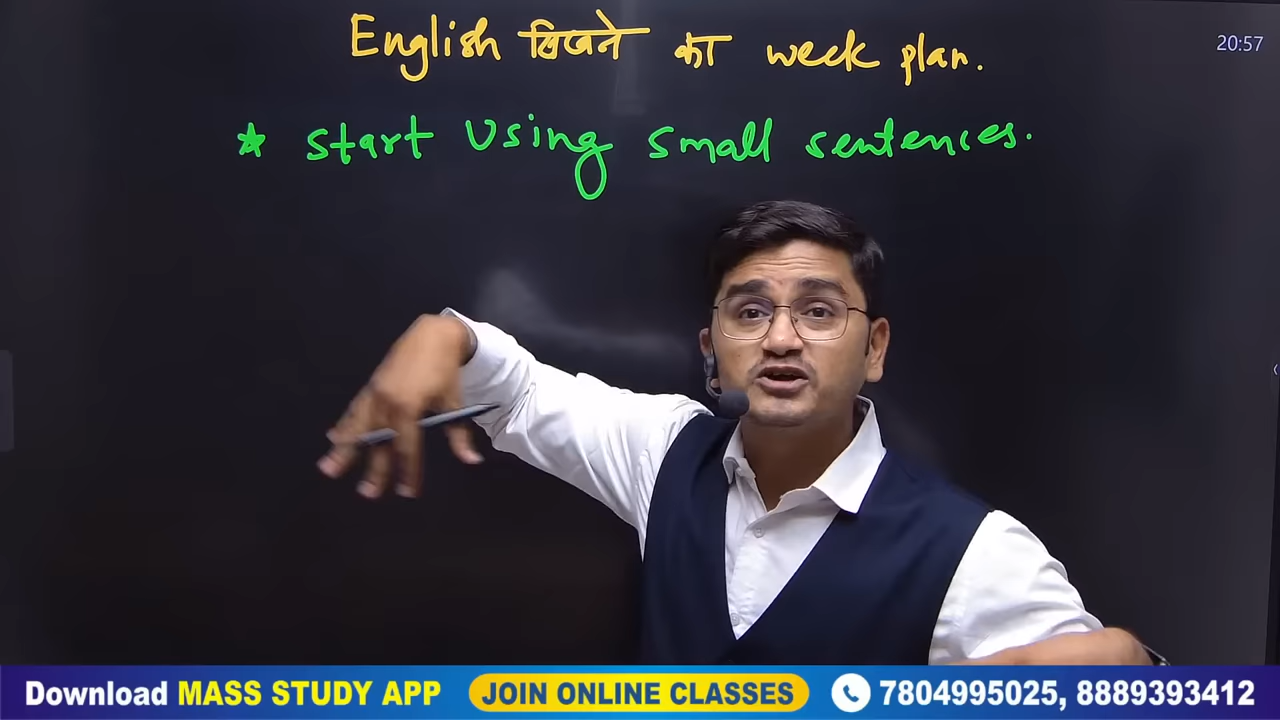 English सिखने का week plan.
20:57
* Start Using small sentences.
Download MASS STUDY APP JOIN ONLINE CLASSES 7804995025, 8889393412